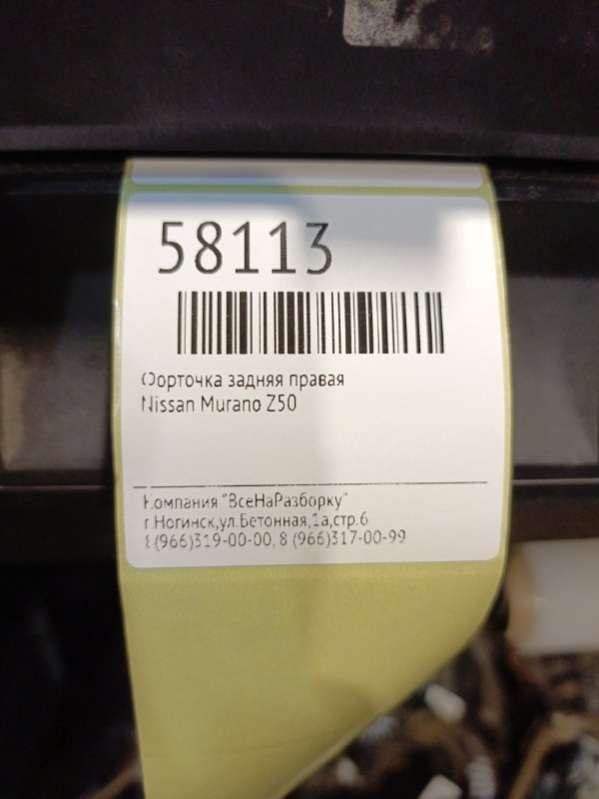 58113
Форточка задняя правая
Nissan Murano Z50
Компания "ВсеНаРазборку"
г.Ногинск,ул.Бетонная,1а,стр.6
8(966)319-00-00, 8 (966)317-00-99